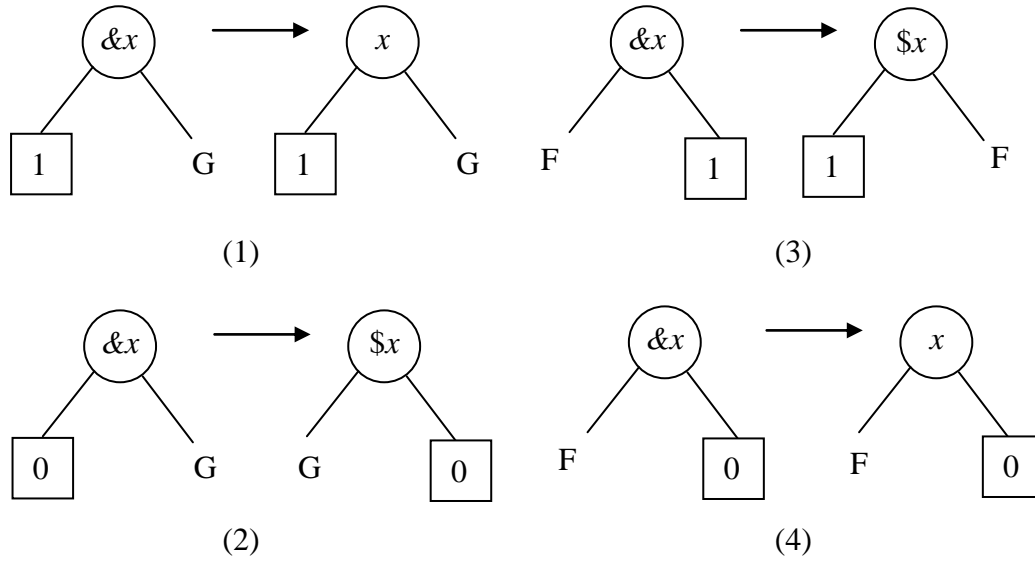 &x x &x $x
1 G 1 G F 1 1 F
(1) (3)
&x $x &x x
0 G G 0 F 0 F 0
(2) (4)